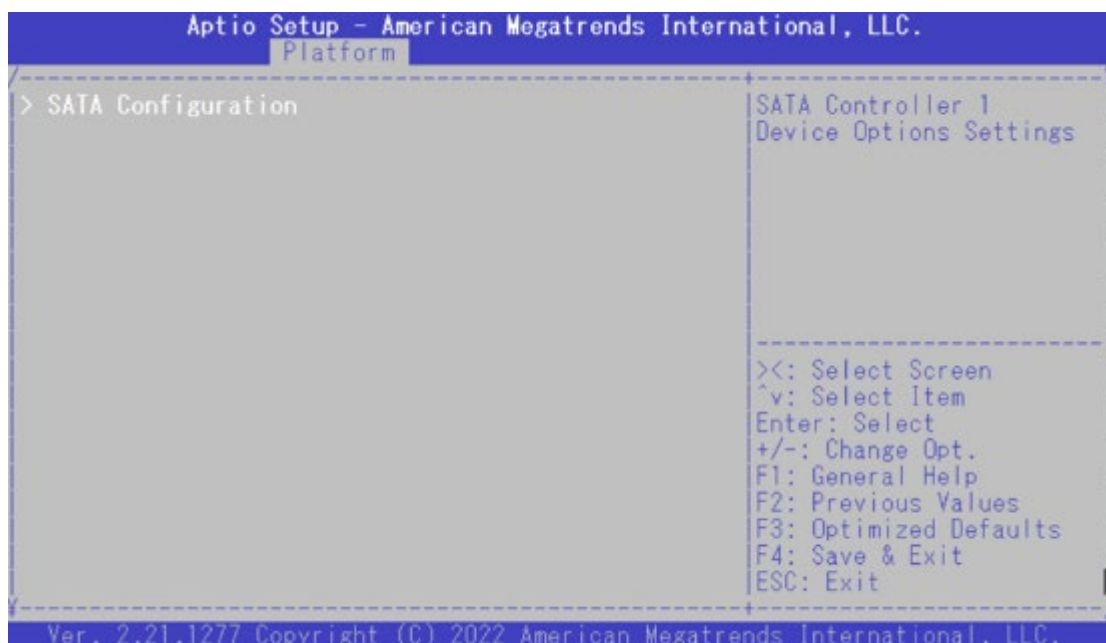 Aptio Setup - American Megatrends International, LLC.
Platform
> SATA Configuration
SATA Controller 1
Device Options Settings
><: Select Screen
^v: Select Item
Enter: Select
+/-: Change Opt.
F1: General Help
F2: Previous Values
F3: Optimized Defaults
F4: Save & Exit
ESC: Exit
Ver. 2.21.1277 Copyright (C) 2022 American Megatrends International, LLC.